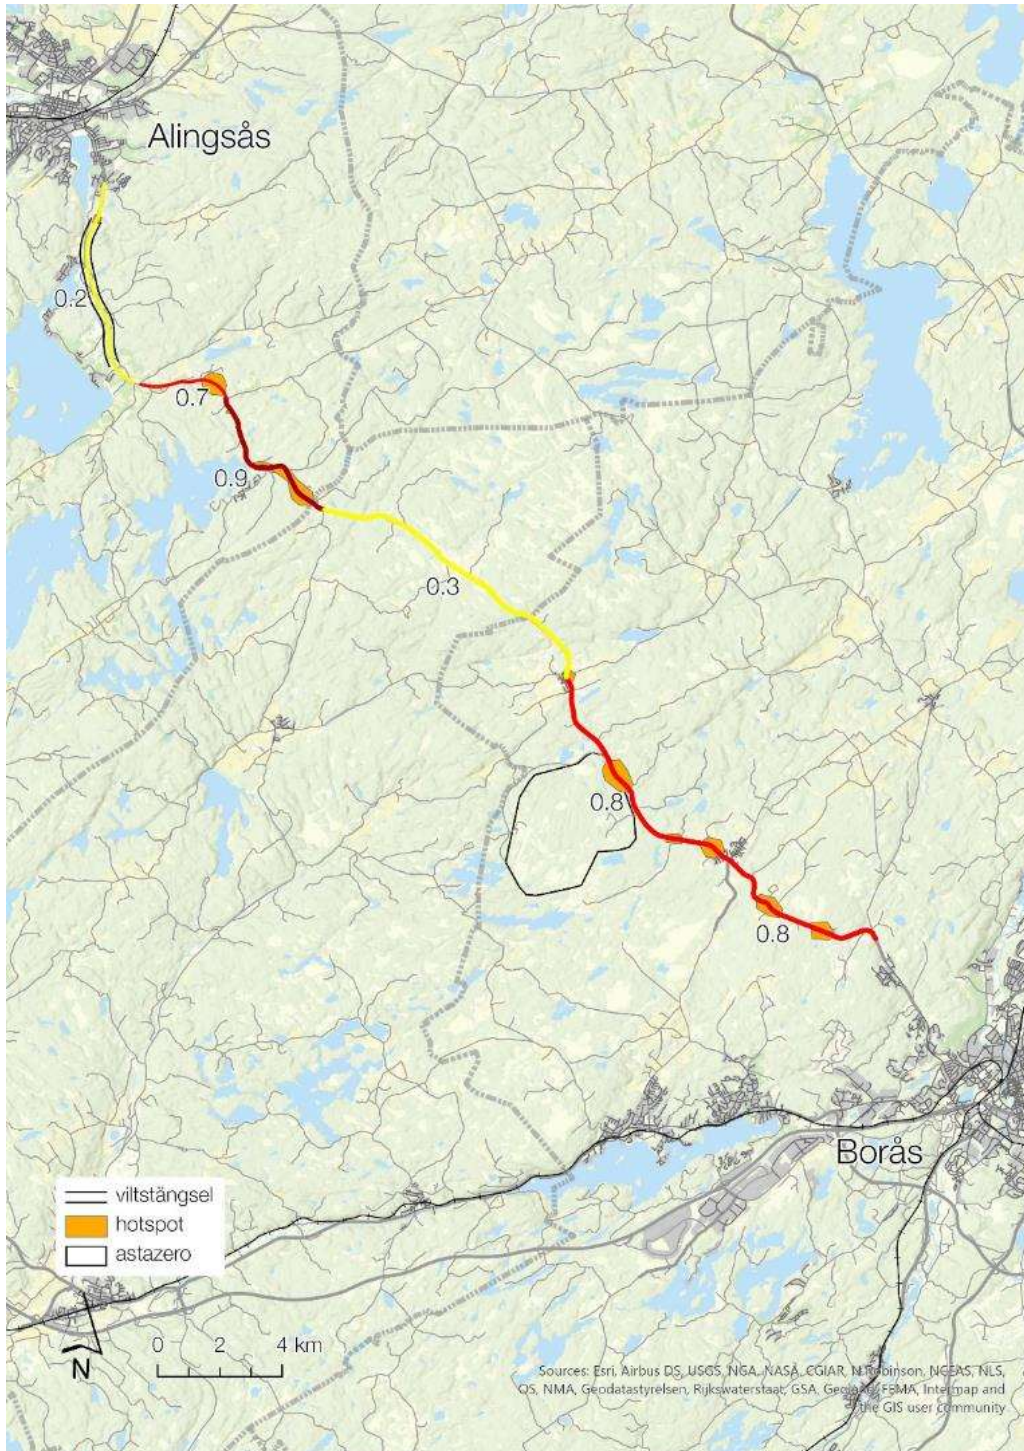 Alingsås
0.2
0.7
0.9
0.3
0.8
0.8
Borås
viltstängsel
hotspot
astazero
0 2 4 km
N
Sources: Esri, Airbus DS, USGS, NGA, NASA, CGIAR, N Robinson, NCEAS, NLS,
OS, NMA, Geodatastyrelsen, Rijkswaterstaat, GSA, Geoland, FEMA, Intermap and
the GIS user community